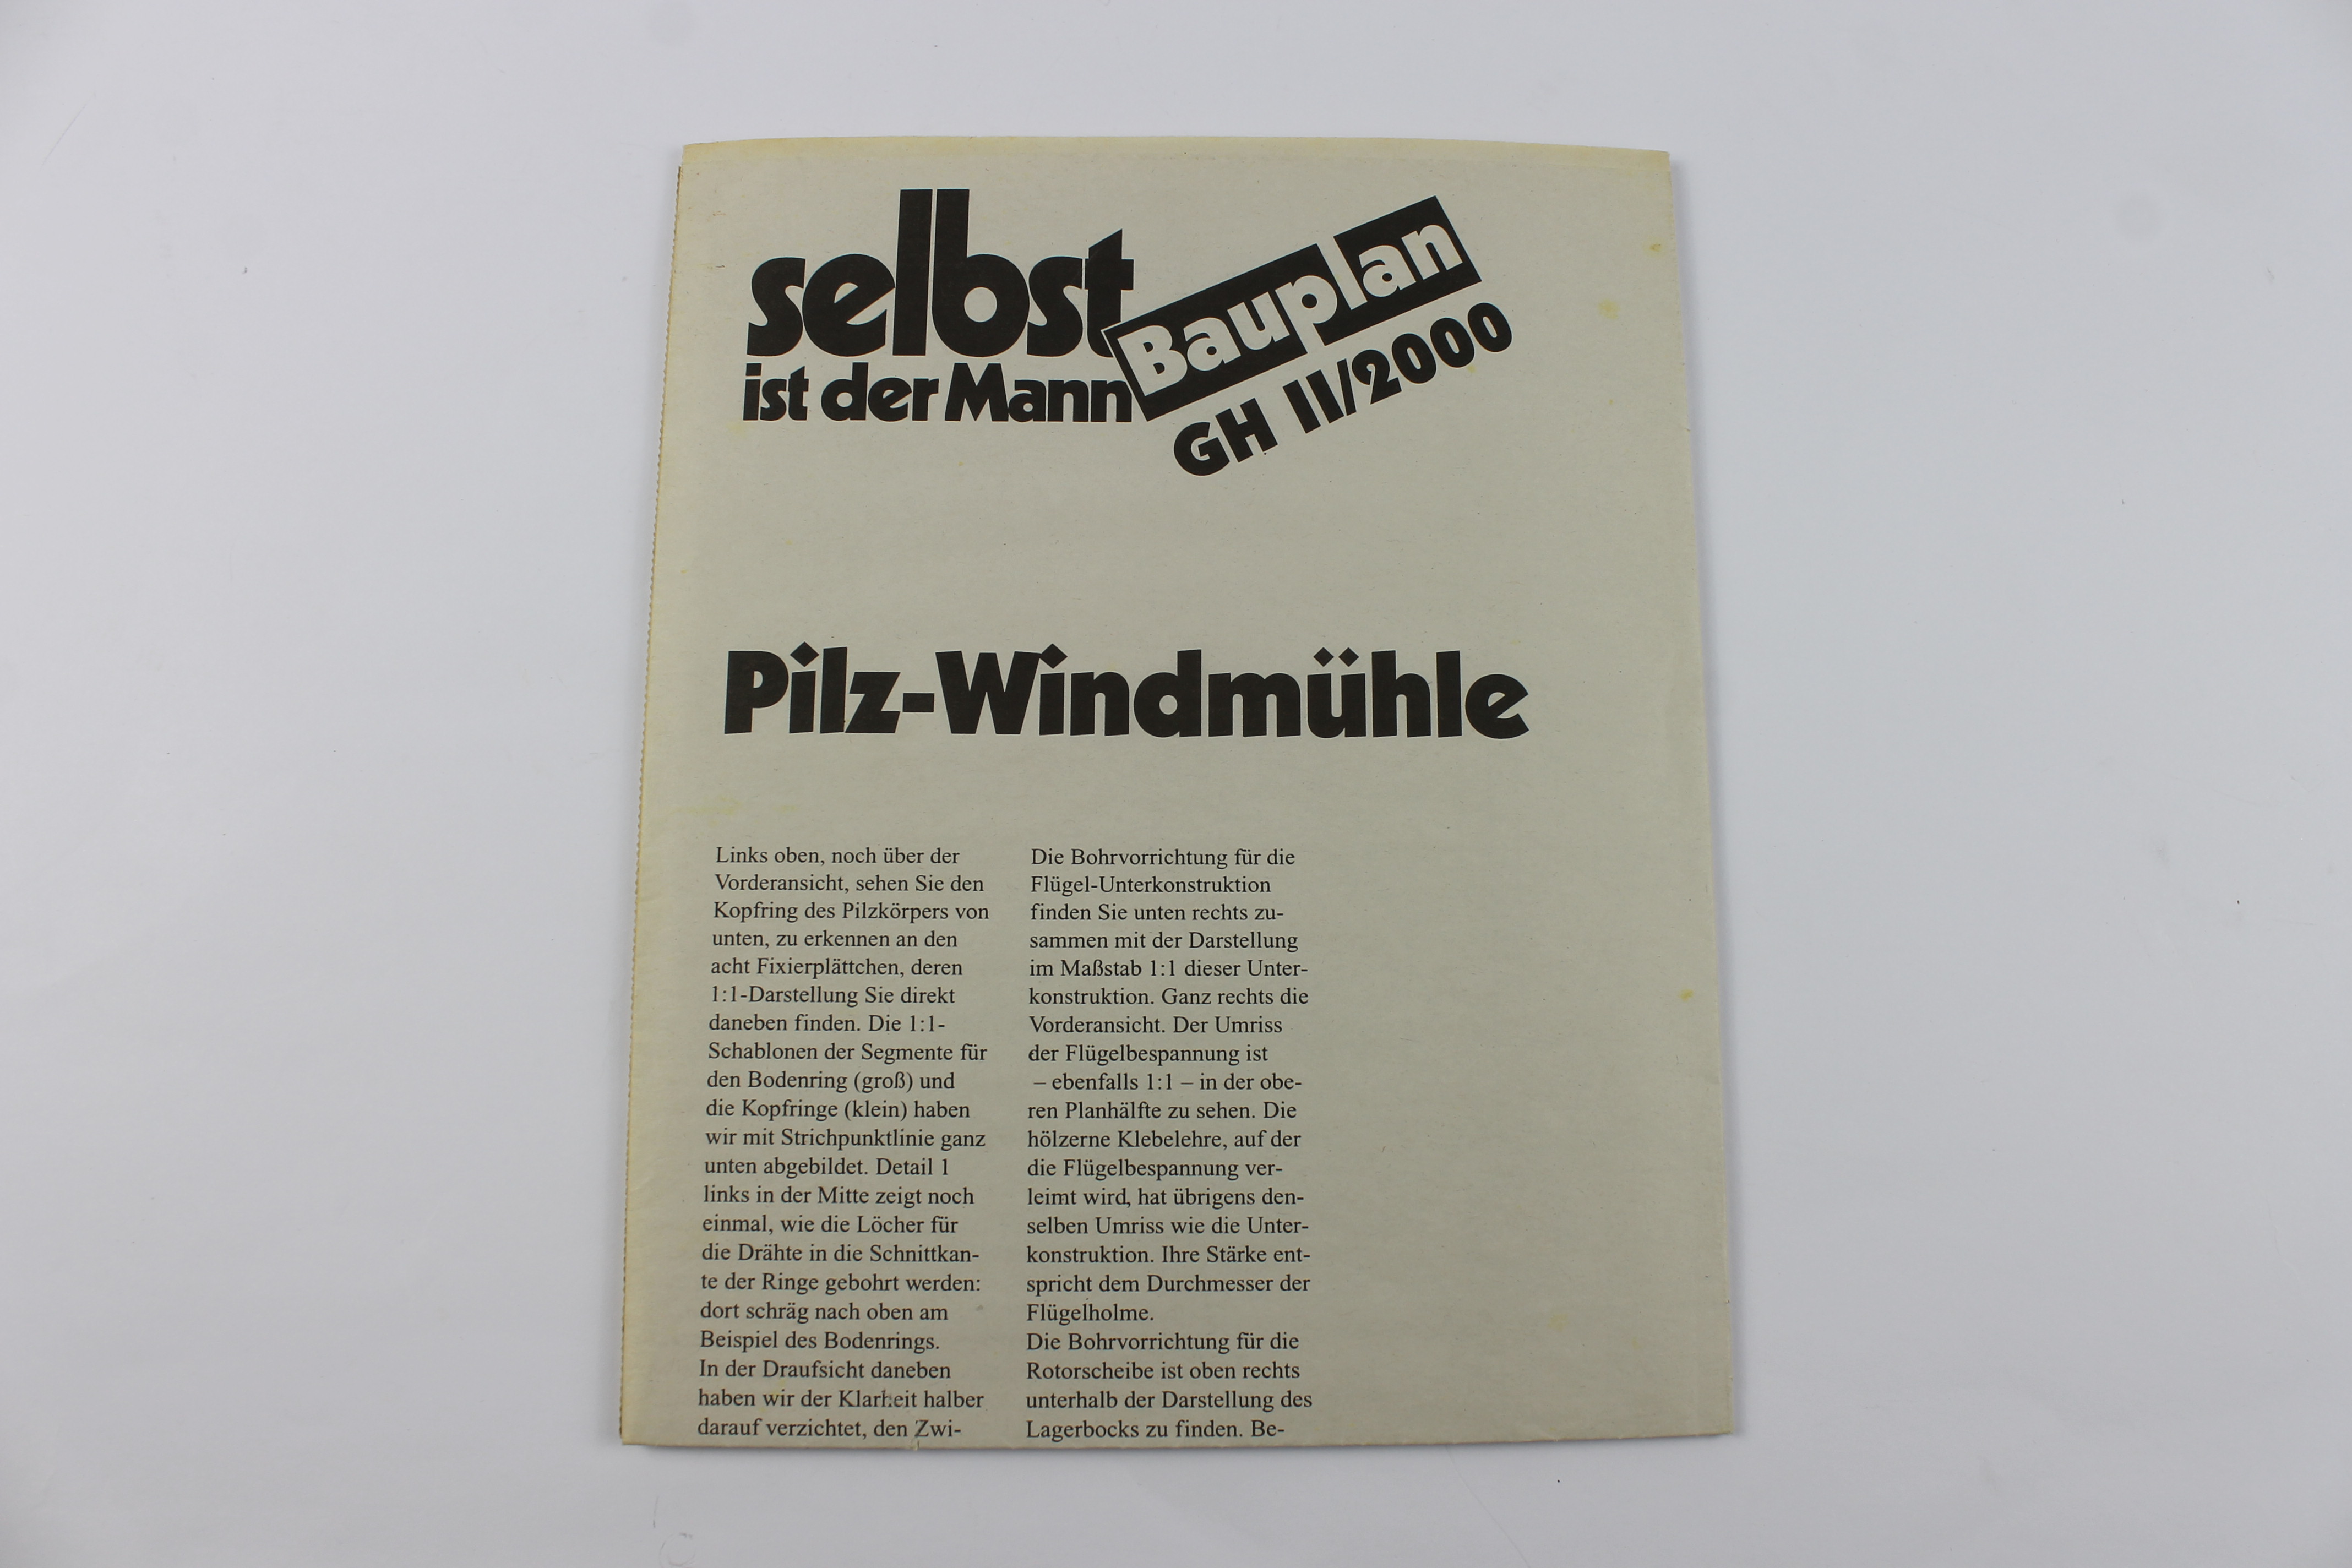 selbst
ist der Mann
Bauplan
GH II/2000
Pilz-Windmühle
Links oben, noch über der
Vorderansicht, sehen Sie den
Kopfring des Pilzkörpers von
unten, zu erkennen an den
acht Fixierplättchen, deren
1:1-Darstellung Sie direkt
daneben finden. Die 1:1-
Schablonen der Segmente für
den Bodenring (groß) und
die Kopfringe (klein) haben
wir mit Strichpunktlinie ganz
unten abgebildet. Detail 1
links in der Mitte zeigt noch
einmal, wie die Löcher für
die Drähte in die Schnittkan-
te der Ringe gebohrt werden:
dort schräg nach oben am
Beispiel des Bodenrings.
In der Draufsicht daneben
haben wir der Klarheit halber
darauf verzichtet, den Zwi-
Die Bohrvorrichtung für die
Flügel-Unterkonstruktion
finden Sie unten rechts zu-
sammen mit der Darstellung
im Maßstab 1:1 dieser Unter-
konstruktion. Ganz rechts die
Vorderansicht. Der Umriss
der Flügelbespannung ist
– ebenfalls 1:1 – in der obe-
ren Planhälfte zu sehen. Die
hölzerne Klebelehre, auf der
die Flügelbespannung ver-
leimt wird, hat übrigens den-
selben Umriss wie die Unter-
konstruktion. Ihre Stärke ent-
spricht dem Durchmesser der
Flügelholme.
Die Bohrvorrichtung für die
Rotorscheibe ist oben rechts
unterhalb der Darstellung des
Lagerbocks zu finden. Be-